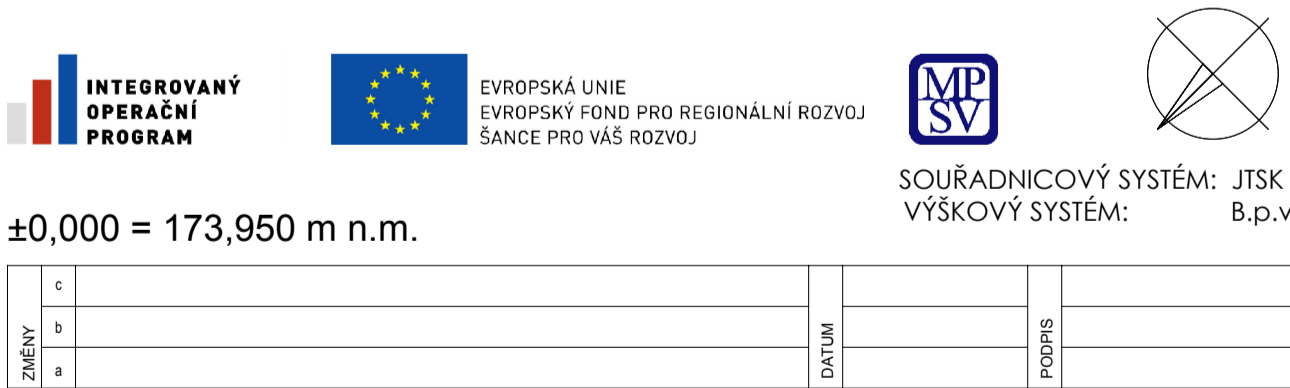 INTEGROVANÝ
OPERAČNÍ
PROGRAM
EVROPSKÁ UNIE
EVROPSKÝ FOND PRO REGIONÁLNÍ ROZVOJ
ŠANCE PRO VÁŠ ROZVOJ
MP
SV
SOUŘADNICOVÝ SYSTÉM: JTSK
VÝŠKOVÝ SYSTÉM: B.p.v
±0,000 = 173,950 m n.m.
ZMĚNY
c
b
a
DATUM
PODPIS